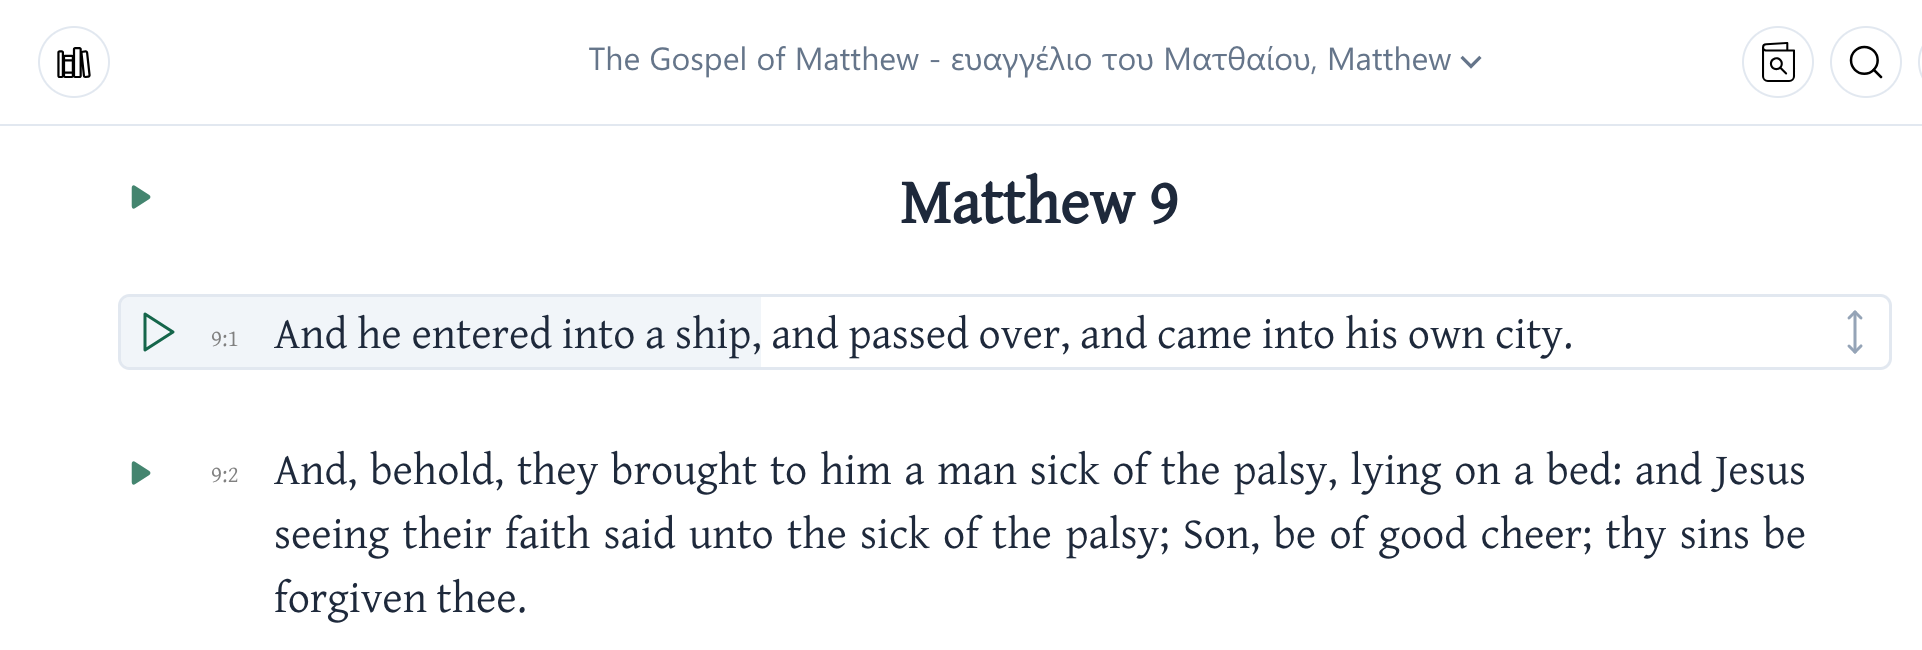 The Gospel of Matthew - ευαγγέλιο του Ματθαίου, Matthew
Matthew 9
9:1 And he entered into a ship, and passed over, and came into his own city.
9:2 And, behold, they brought to him a man sick of the palsy, lying on a bed: and Jesus
seeing their faith said unto the sick of the palsy; Son, be of good cheer; thy sins be
forgiven thee.